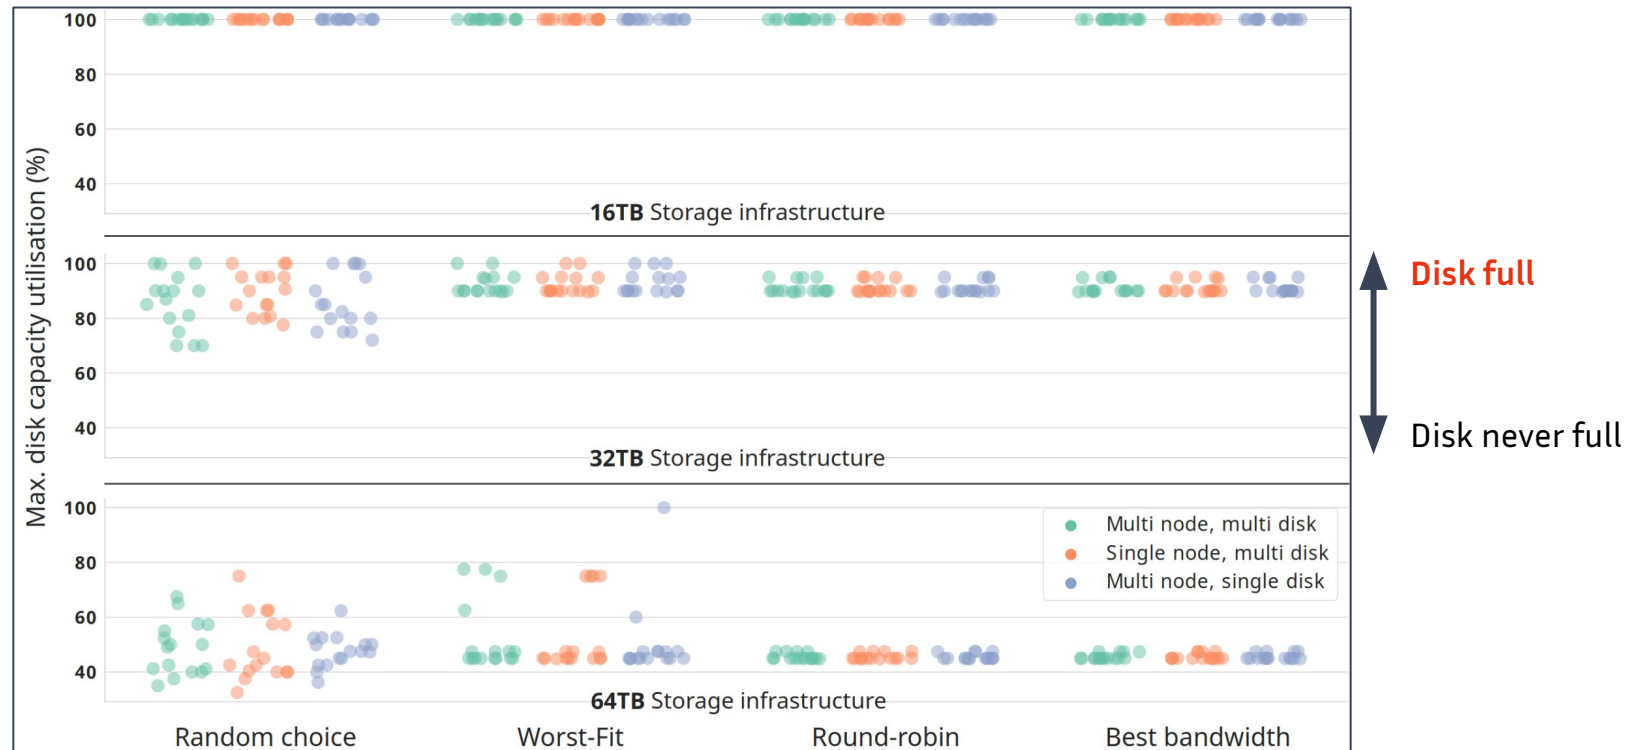 Max. disk capacity utilisation (%)
100
80
60
40
16TB Storage infrastructure
100
80
60
40
32TB Storage infrastructure
Disk full
Disk never full
100
80
60
40
Multi node, multi disk
Single node, multi disk
Multi node, single disk
64TB Storage infrastructure
Random choice
Worst-Fit
Round-robin
Best bandwidth